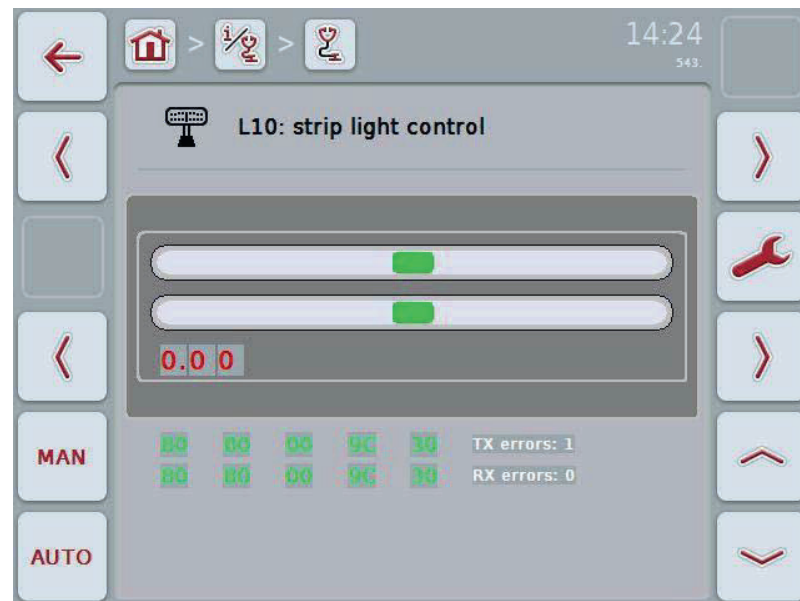 i/
14:24
543.
L10: strip light control
0.0 0
80 80 00 9C 30 TX errors: 1
80 80 00 9C 30 RX errors: 0
MAN
AUTO